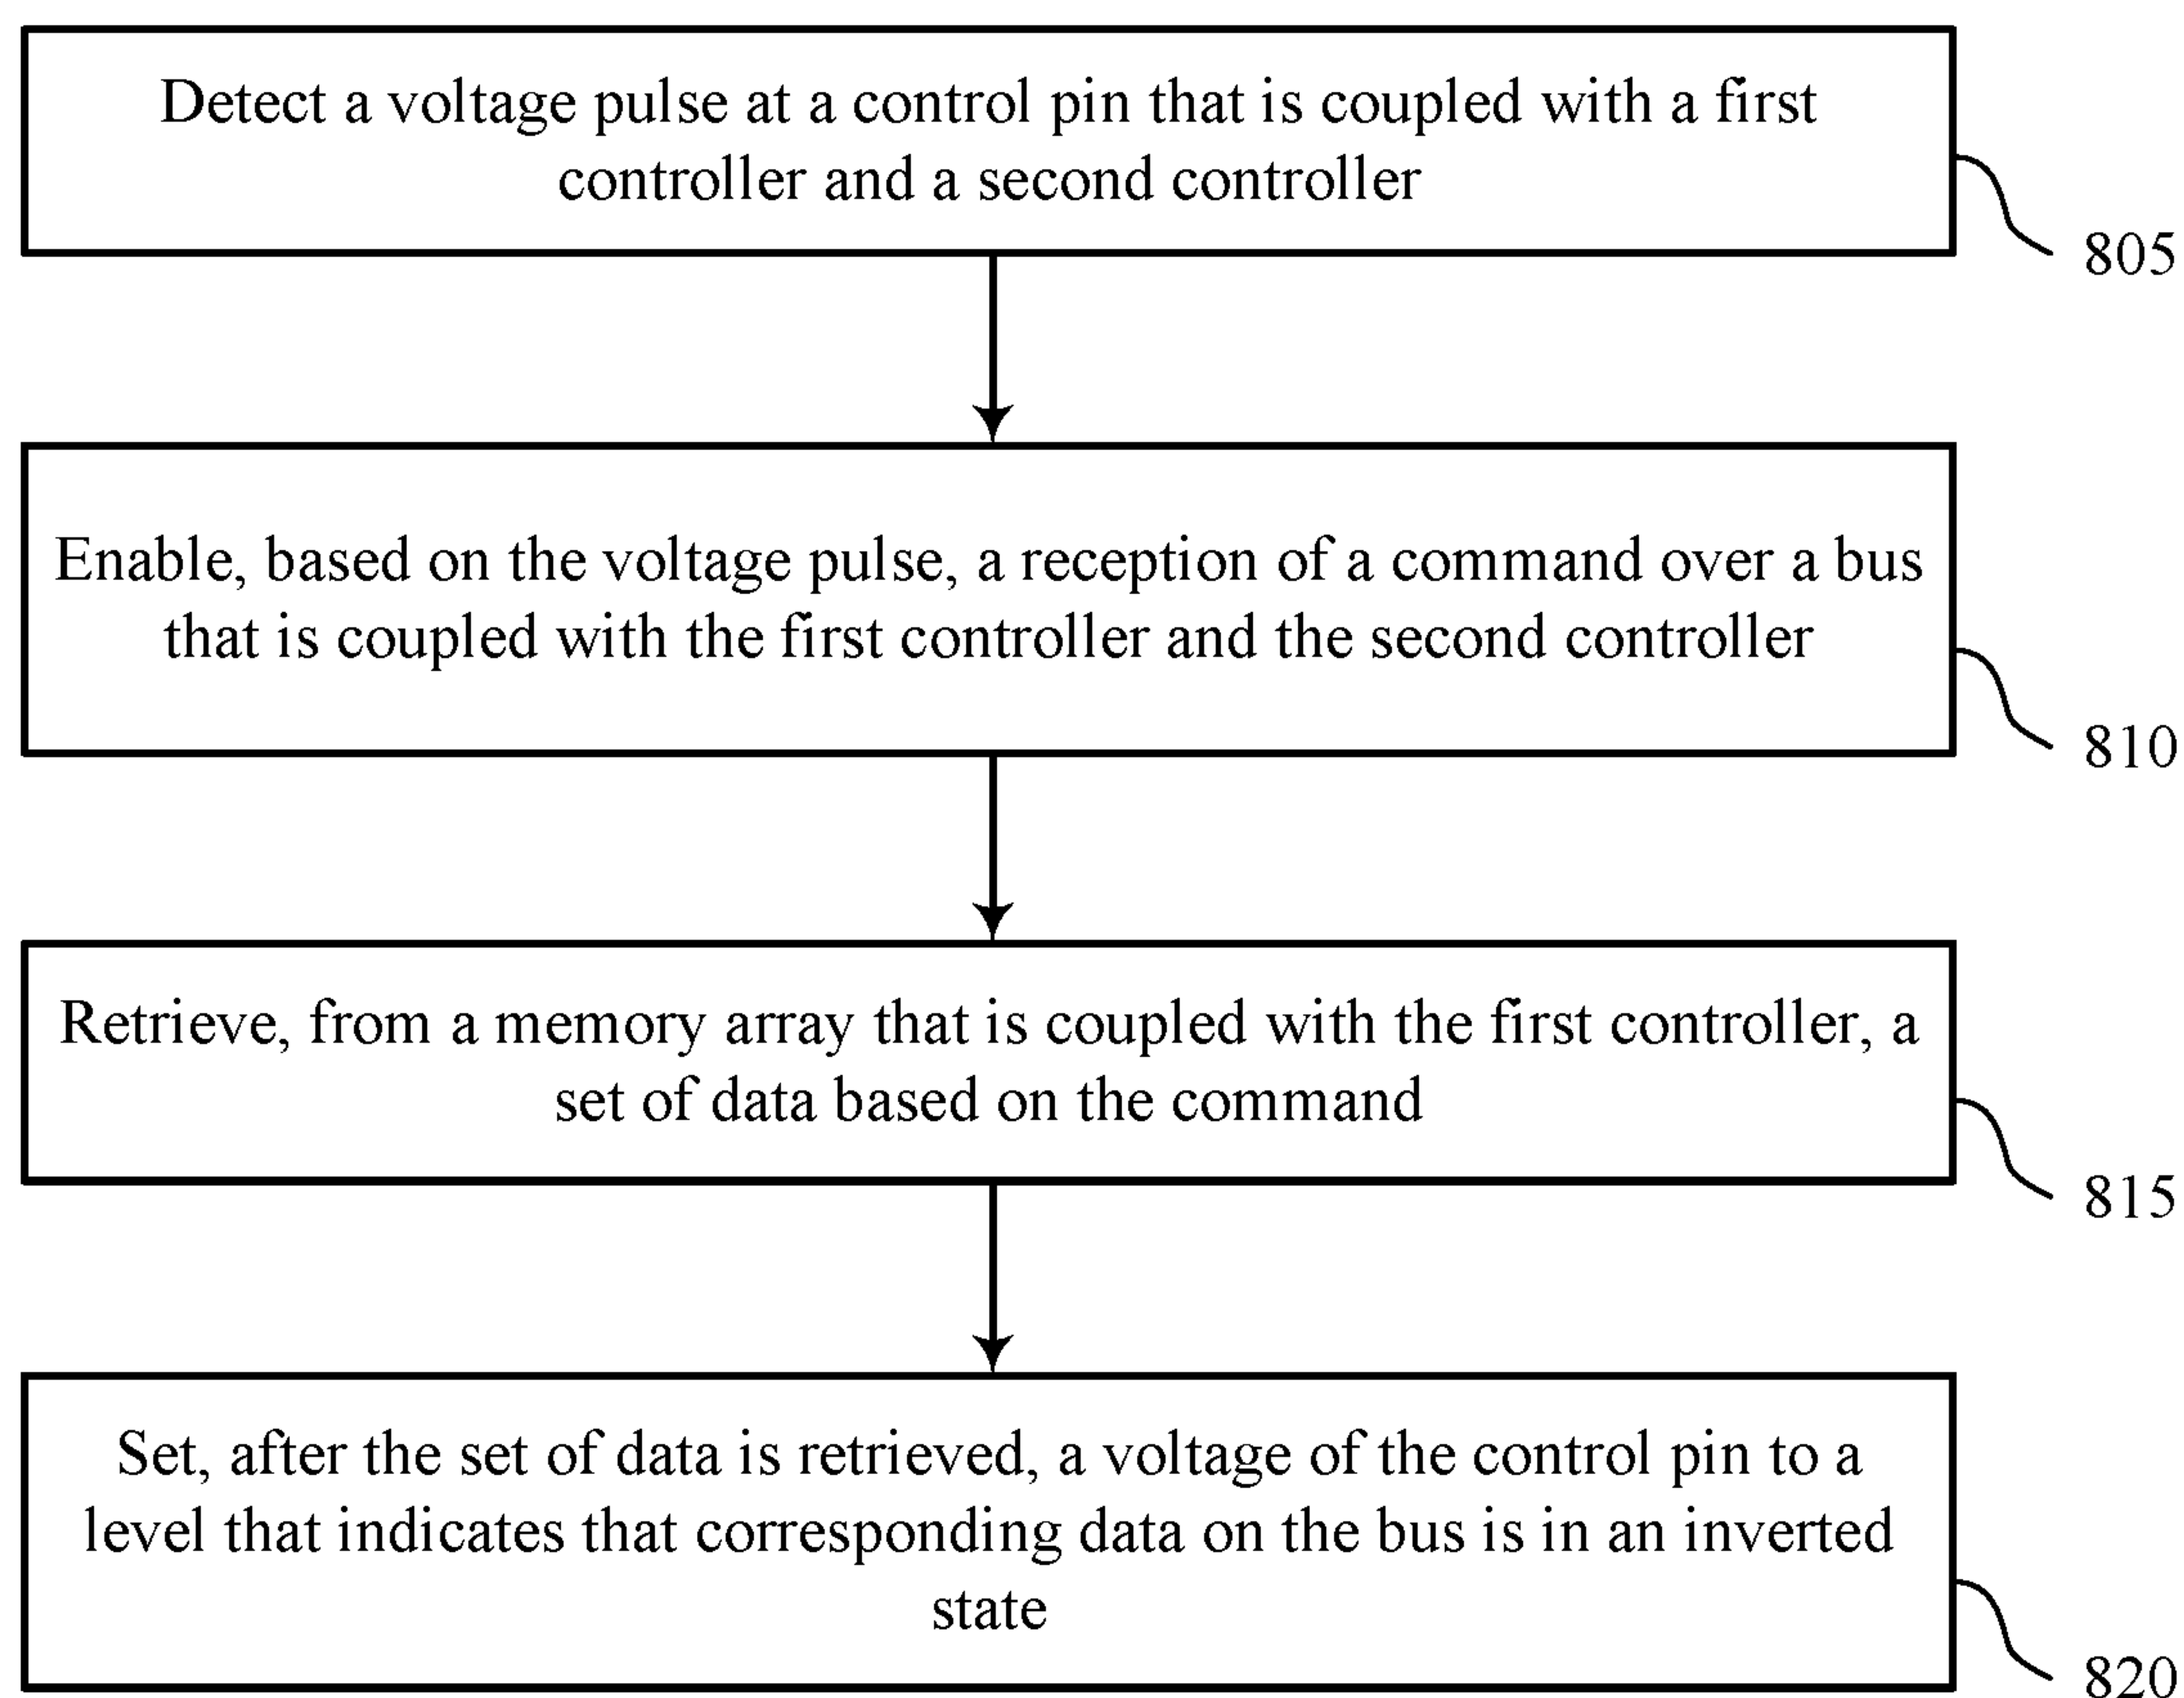 Detect a voltage pulse at a control pin that is coupled with a first
controller and a second controller
805
Enable, based on the voltage pulse, a reception of a command over a bus
that is coupled with the first controller and the second controller
810
Retrieve, from a memory array that is coupled with the first controller, a
set of data based on the command
815
Set, after the set of data is retrieved, a voltage of the control pin to a
level that indicates that corresponding data on the bus is in an inverted
state
820